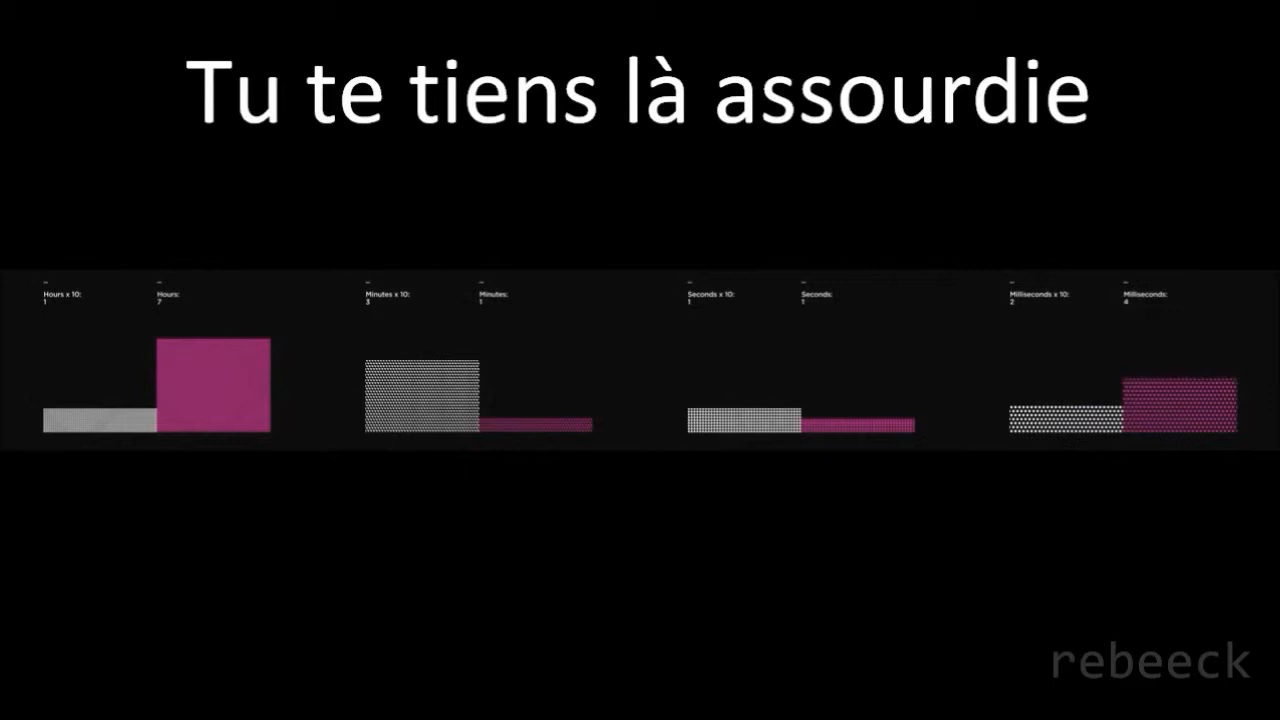 Tu te tiens là assourdie
Hours x 10:
1
Hours:
7
Minutes x 10:
3
Minutes:
1
Seconds x 10:
1
Seconds:
1
Milliseconds x 10:
2
Milliseconds:
4
rebeeck